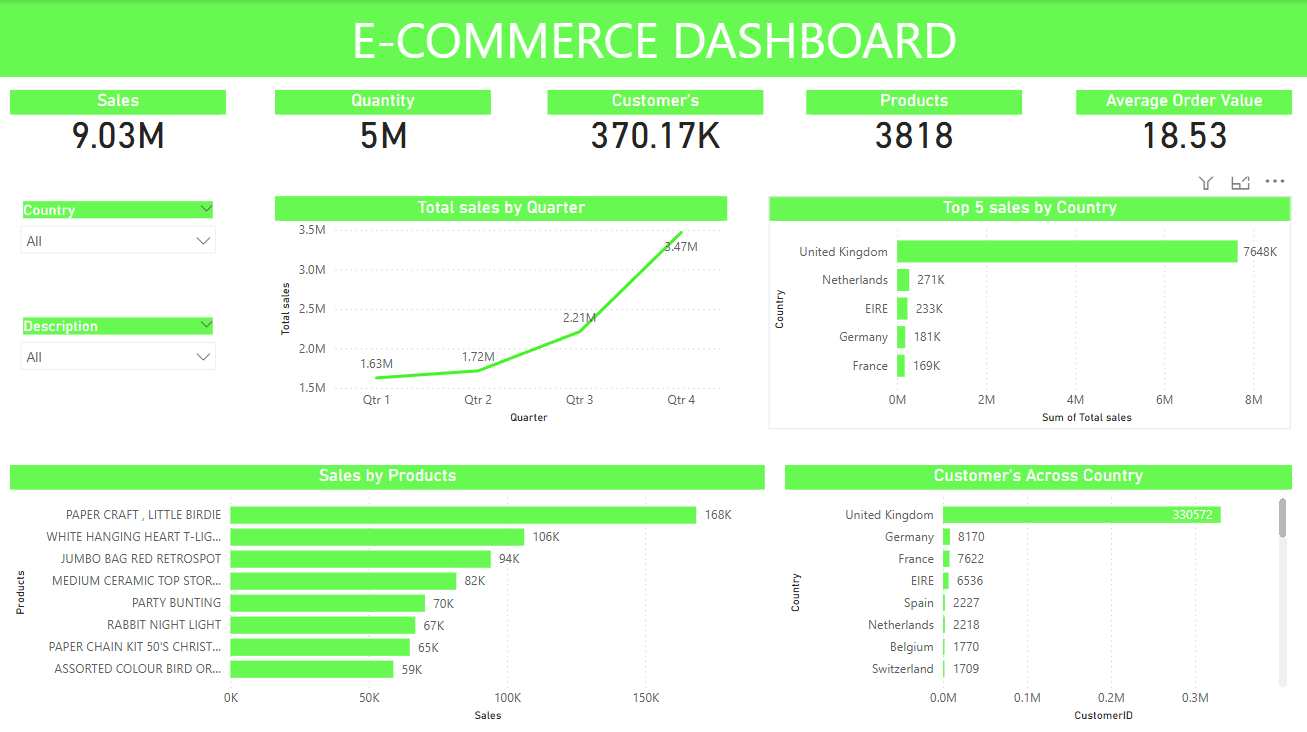 E-COMMERCE DASHBOARD
Sales
9.03M
Quantity
5M
Customer's
370.17K
Products
3818
Average Order Value
18.53
Country
All
Description
All
Total sales by Quarter
Total sales
3.5M
3.0M
2.5M
2.0M
1.5M
1.63M
1.72M
2.21M
3.47M
Qtr 1
Qtr 2
Qtr 3
Qtr 4
Quarter
Top 5 sales by Country
Country
United Kingdom 7648K
Netherlands 271K
EIRE 233K
Germany 181K
France 169K
0M 2M 4M 6M 8M
Sum of Total sales
Sales by Products
Products
PAPER CRAFT , LITTLE BIRDIE 168K
WHITE HANGING HEART T-LIG... 106K
JUMBO BAG RED RETROSPOT 94K
MEDIUM CERAMIC TOP STOR... 82K
PARTY BUNTING 70K
RABBIT NIGHT LIGHT 67K
PAPER CHAIN KIT 50'S CHRIST... 65K
ASSORTED COLOUR BIRD OR... 59K
0K 50K 100K 150K
Sales
Customer's Across Country
Country
United Kingdom 330572
Germany 8170
France 7622
EIRE 6536
Spain 2227
Netherlands 2218
Belgium 1770
Switzerland 1709
0.0M 0.1M 0.2M 0.3M
CustomerID